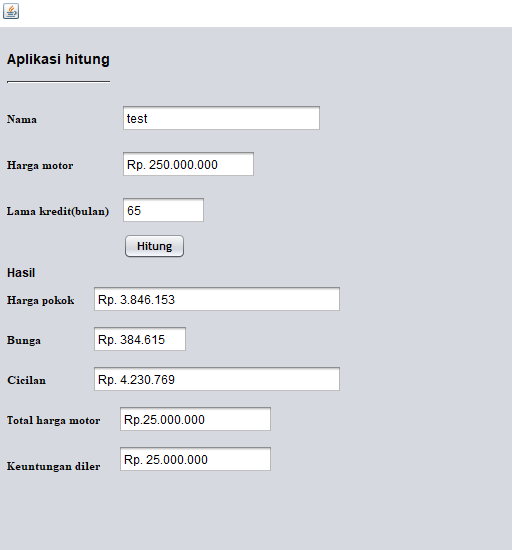 Aplikasi hitung
Nama test
Harga motor Rp. 250.000.000
Lama kredit(bulan) 65
Hitung
Hasil
Harga pokok Rp. 3.846.153
Bunga Rp. 384.615
Cicilan Rp. 4.230.769
Total harga motor Rp.25.000.000
Keuntungan diler Rp. 25.000.000